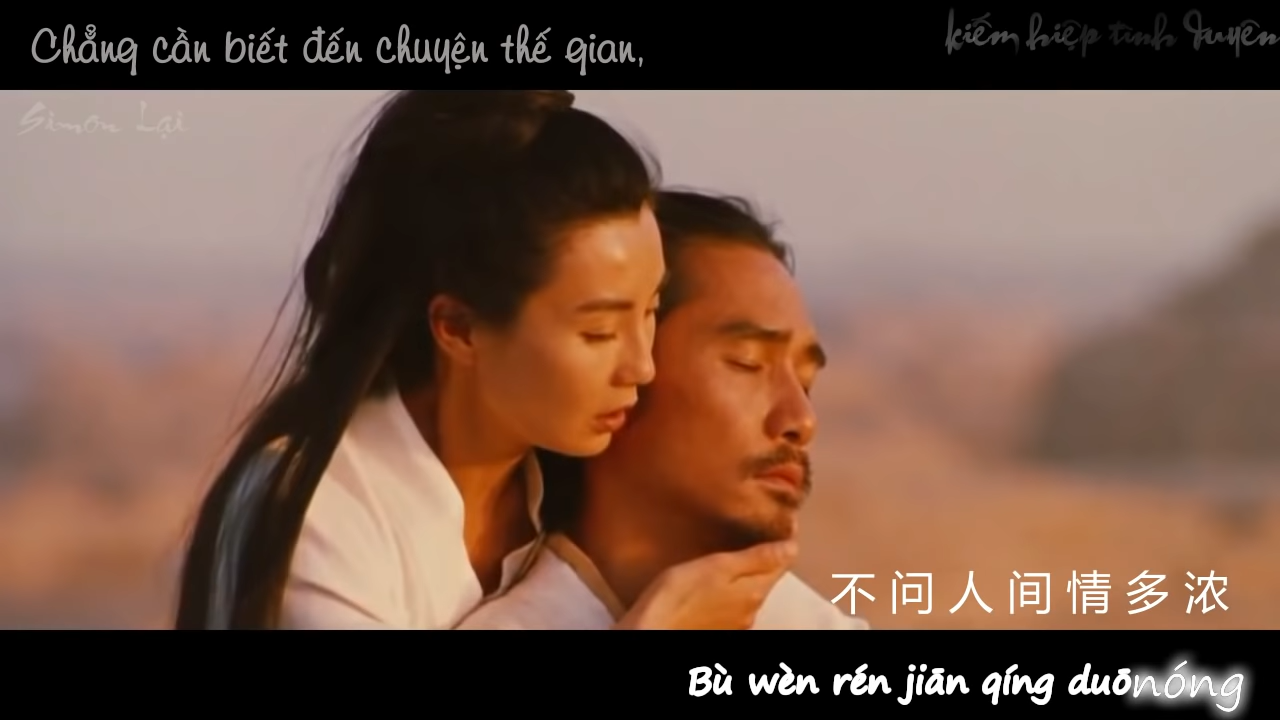 Chẳng cần biết đến chuyện thế gian,
kiếm hiệp tình duyên
Simon Lại
不问人间情多浓
Bù wèn rén jiān qíng duō nóng